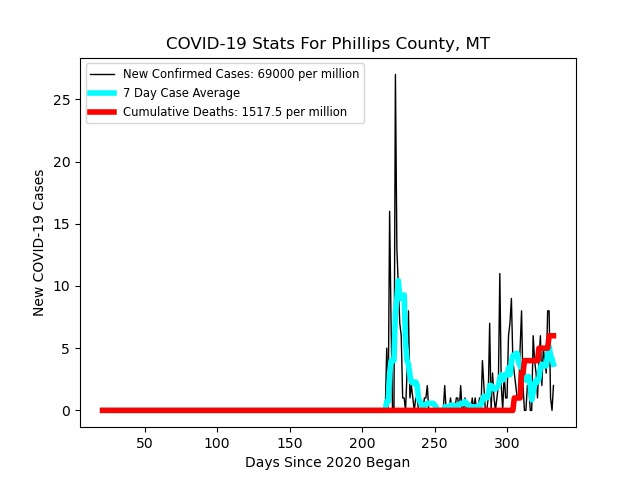 COVID-19 Stats For Phillips County, MT
New Confirmed Cases: 69000 per million
7 Day Case Average
Cumulative Deaths: 1517.5 per million
New COVID-19 Cases
25
20
15
10
5
0
50 100 150 200 250 300
Days Since 2020 Began